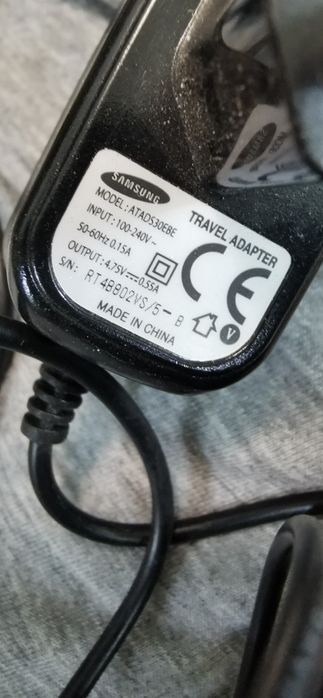 SAMSUNG
TRAVEL ADAPTER
MODEL: ATADS30EBE
INPUT: 100-240V~
50-60Hz 0.15A
OUTPUT: 4.75V⎓0.55A
S/N: RT4B802VS/5-B
MADE IN CHINA
CE
V